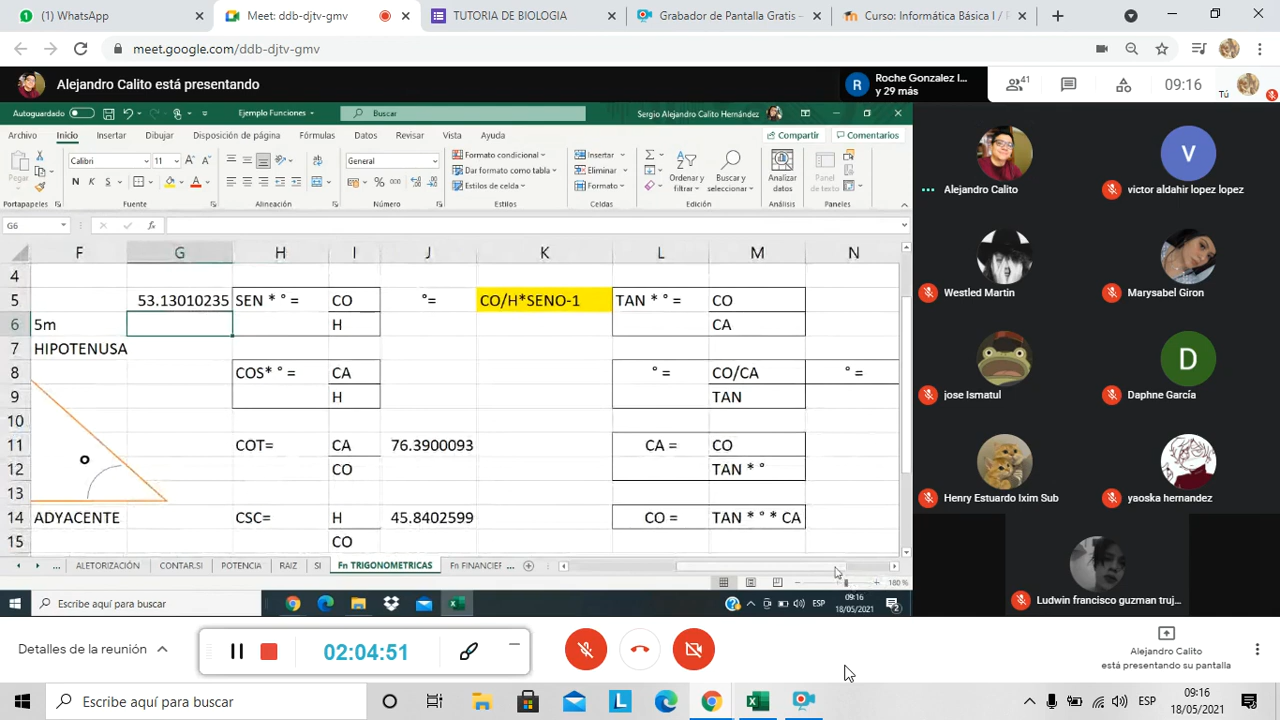 (1) WhatsApp
Meet: ddb-djtv-gmv
TUTORIA DE BIOLOGIA
Grabador de Pantalla Gratis –
Curso: Informática Básica I / P
meet.google.com/ddb-djtv-gmv
Alejandro Calito está presentando
R
Roche Gonzalez I...
y 29 más
41
09:16
Tú
Autoguardado
Ejemplo Funciones
Buscar
Sergio Alejandro Calito Hernández
Archivo
Inicio
Insertar
Dibujar
Disposición de página
Fórmulas
Datos
Revisar
Vista
Ayuda
Compartir
Comentarios
Pegar
Calibri
11
N K S
General
Formato condicional
Dar formato como tabla
Estilos de celda
Insertar
Eliminar
Formato
Ordenar y filtrar
Buscar y seleccionar
Analizar datos
Panel de texto
Portapapeles
Fuente
Alineación
Número
Estilos
Celdas
Edición
Análisis
G6
F G H I J K L M N
4
5 53.13010235 SEN * ° = CO °= CO/H*SENO-1 TAN * ° = CO
6 5m H CA
7 HIPOTENUSA
8 COS* ° = CA ° = CO/CA ° =
9 H TAN
10
11 COT= CA 76.3900093 CA = CO
12 CO TAN * °
13
14 ADYACENTE CSC= H 45.8402599 CO = TAN * ° * CA
15 CO
... ALETORIZACIÓN CONTAR.SI POTENCIA RAIZ SI Fn TRIGONOMETRICAS Fn FINANCIEF ...
180 %
Escribe aquí para buscar
ESP
09:16
18/05/2021
2
Alejandro Calito
V
victor aldahir lopez lopez
Westled Martin
Marysabel Giron
jose Ismatul
D
Daphne García
Henry Estuardo Ixim Sub
yaoska hernandez
Ludwin francisco guzman truj...
Detalles de la reunión
02:04:51
Alejandro Calito
está presentando su pantalla
Escribe aquí para buscar
L
ESP
09:16
18/05/2021